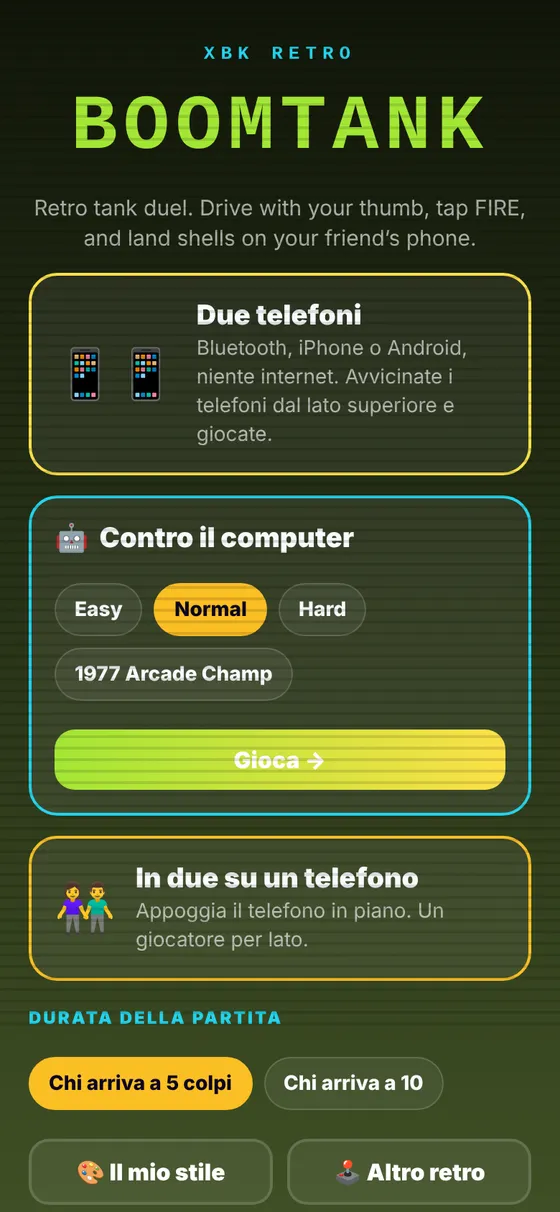 XBK RETRO
BOOMTANK
Retro tank duel. Drive with your thumb, tap FIRE,
and land shells on your friend’s phone.
Due telefoni
Bluetooth, iPhone o Android,
niente internet. Avvicinate i
telefoni dal lato superiore e
giocate.
Contro il computer
Easy Normal Hard
1977 Arcade Champ
Gioca →
In due su un telefono
Appoggia il telefono in piano. Un
giocatore per lato.
DURATA DELLA PARTITA
Chi arriva a 5 colpi Chi arriva a 10
Il mio stile Altro retro